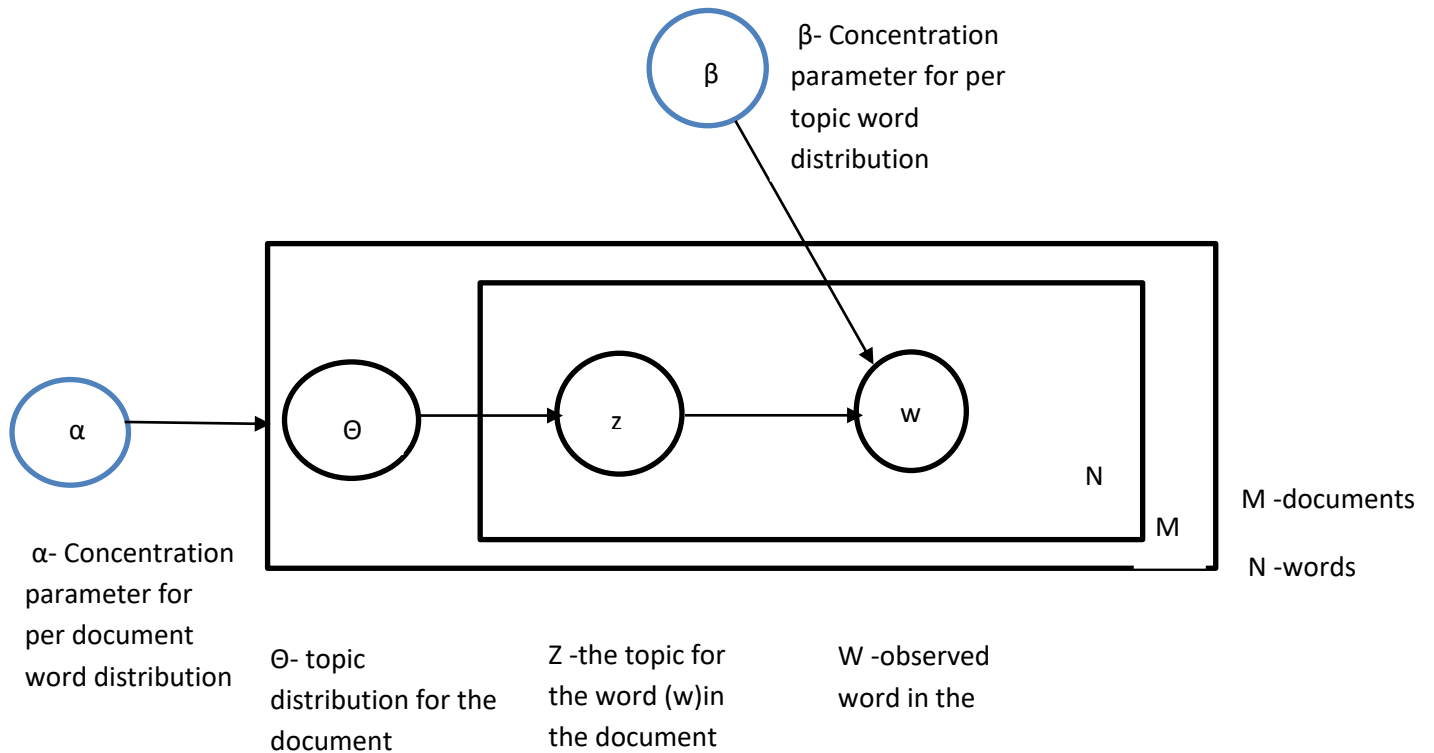 β
β- Concentration
parameter for per
topic word
distribution
α
Θ
z
w
N
M
M -documents
N -words
α- Concentration
parameter for
per document
word distribution
Θ- topic
distribution for the
document
Z -the topic for
the word (w)in
the document
W -observed
word in the